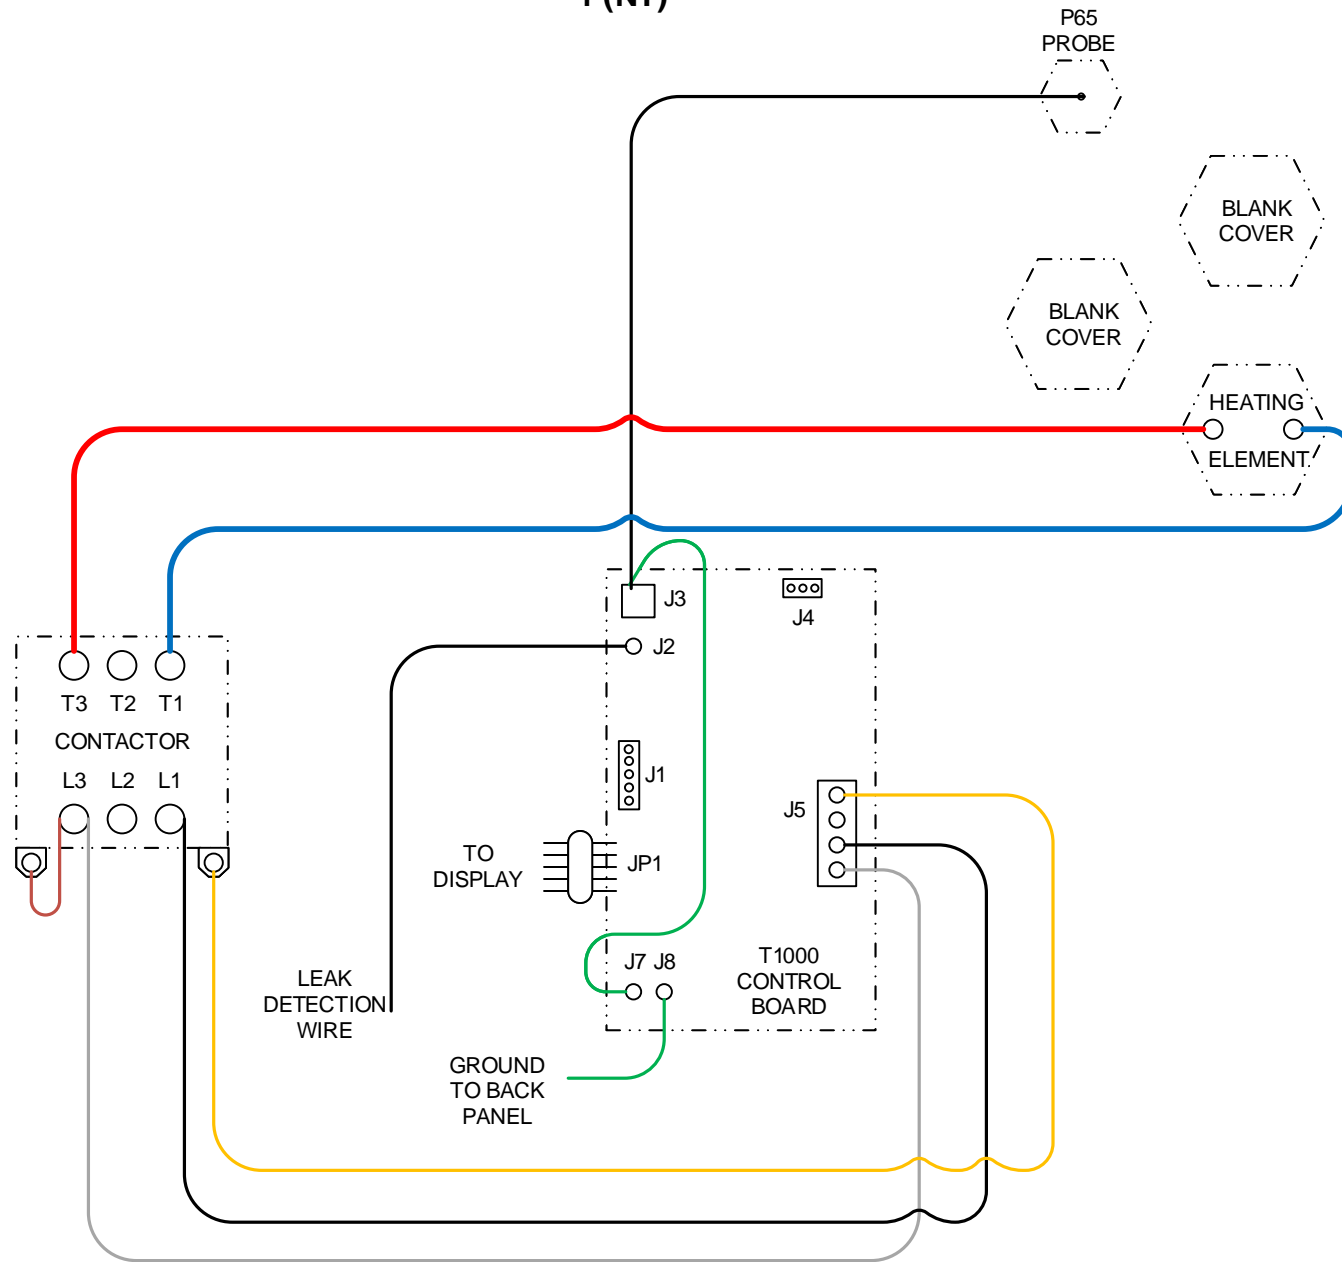 P65
PROBE
BLANK
COVER
BLANK
COVER
HEATING
ELEMENT
J3
J4
J2
T3 T2 T1
CONTACTOR
L3 L2 L1
J1
J5
TO
DISPLAY
JP1
J7 J8
T1000
CONTROL
BOARD
LEAK
DETECTION
WIRE
GROUND
TO BACK
PANEL